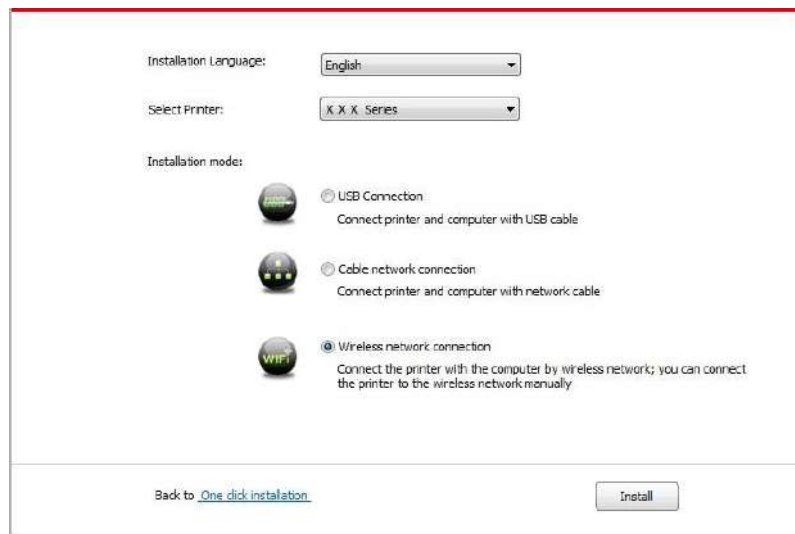 Installation Language:
English
Select Printer:
X X X Series
Installation mode:
USB Connection
Connect printer and computer with USB cable
Cable network connection
Connect printer and computer with network cable
WiFi
Wireless network connection
Connect the printer with the computer by wireless network; you can connect
the printer to the wireless network manually
Back to One click installation
Install